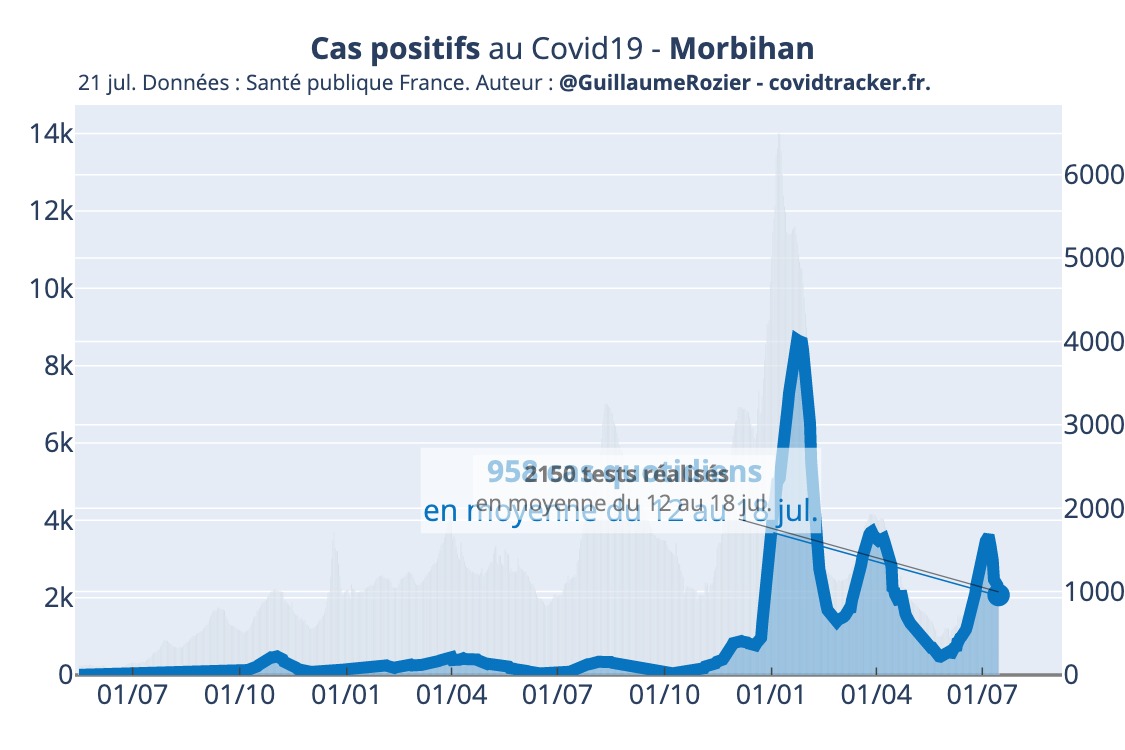 Cas positifs au Covid19 - Morbihan
21 jul. Données : Santé publique France. Auteur : @GuillaumeRozier - covidtracker.fr.
14k
12k
10k
8k
6k
4k
2k
0
6000
5000
4000
3000
2000
1000
0
958 cas quotidiens
en moyenne du 12 au 18 jul.
2150 tests réalisés
en moyenne du 12 au 18 jul.
01/07 01/10 01/01 01/04 01/07 01/10 01/01 01/04 01/07